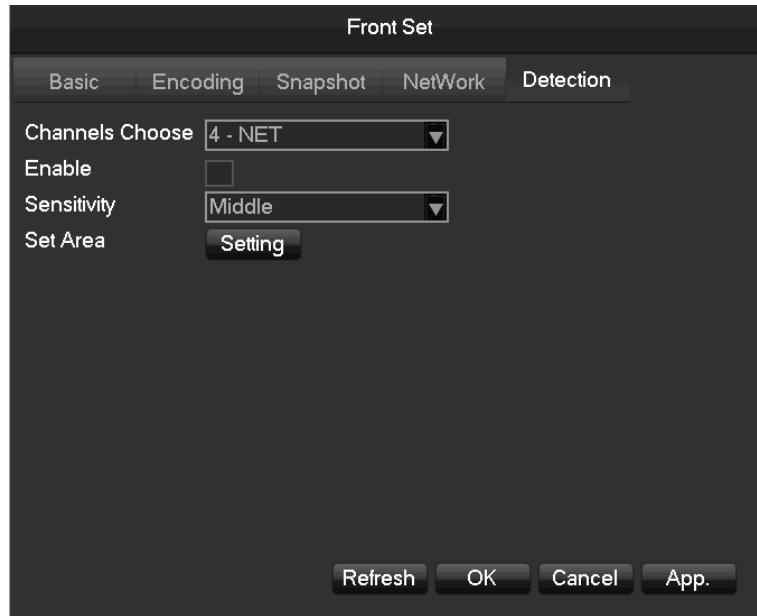 Front Set
Basic Encoding Snapshot NetWork Detection
Channels Choose 4 - NET
Enable
Sensitivity Middle
Set Area Setting
Refresh OK Cancel App.